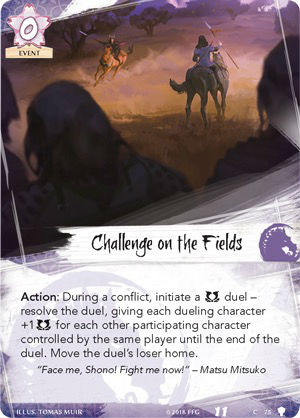 0
EVENT
Challenge on the Fields
Action: During a conflict, initiate a duel –
resolve the duel, giving each dueling character
+1 for each other participating character
controlled by the same player until the end of the
duel. Move the duel's loser home.
"Face me, Shono! Fight me now!" – Matsu Mitsuko
ILLUS. TOMAS MUIR
© 2018 FFG
11
C 75